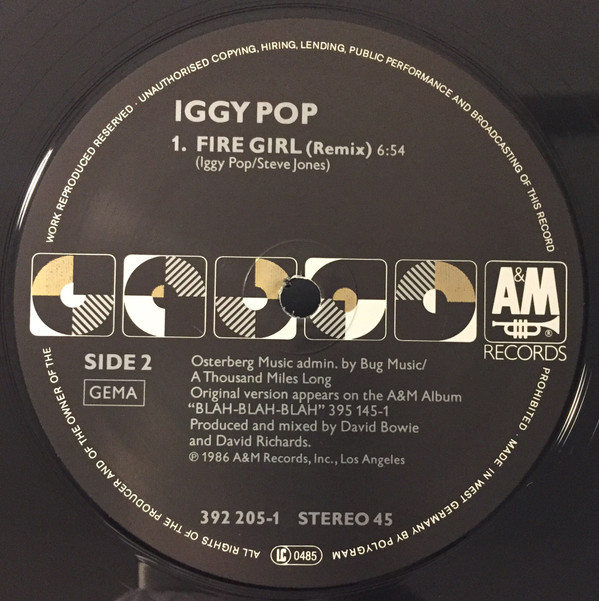 WORK REPRODUCED RESERVED · UNAUTHORISED COPYING, HIRING, LENDING, PUBLIC PERFORMANCE AND BROADCASTING OF THIS RECORD
IGGY POP
1. FIRE GIRL (Remix) 6:54
(Iggy Pop/Steve Jones)
A&M
®
RECORDS
SIDE 2
GEMA
Osterberg Music admin. by Bug Music/
A Thousand Miles Long
Original version appears on the A&M Album
“BLAH-BLAH-BLAH” 395 145-1
Produced and mixed by David Bowie
and David Richards.
℗ 1986 A&M Records, Inc., Los Angeles
392 205-1 STEREO 45
PROHIBITED · MADE IN WEST GERMANY BY POLYGRAM
LC 0485
ALL RIGHTS OF THE PRODUCER AND OF THE OWNER OF THE